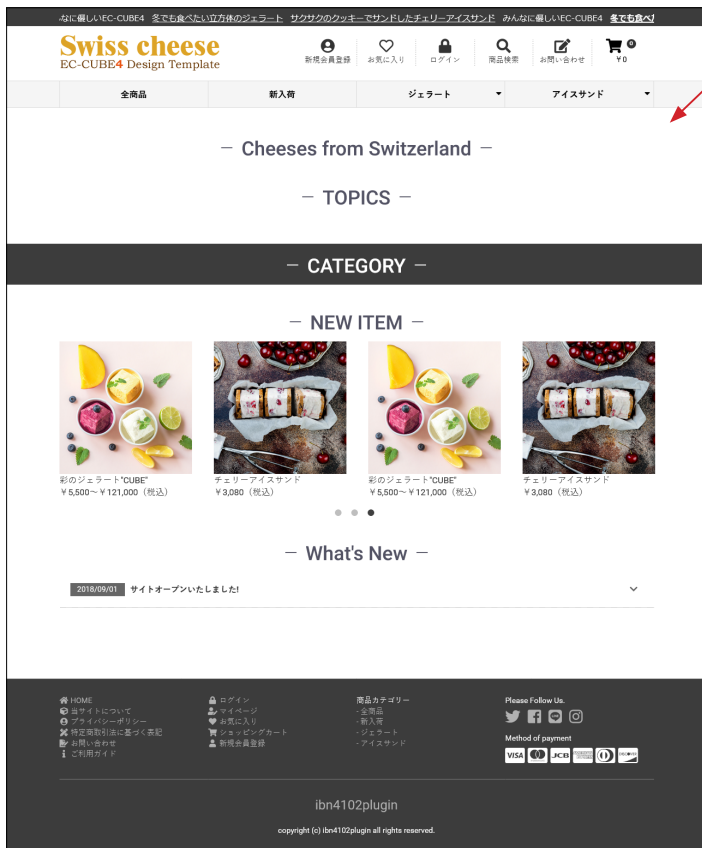 なに優しいEC-CUBE4 冬でも食べたい立方体のジェラート サクサクのクッキーでサンドしたチェリーアイスサンド みんなに優しいEC-CUBE4 冬でも食べ
Swiss cheese
EC-CUBE4 Design Template
新規会員登録 お気に入り ログイン 商品検索 お問い合わせ 0 ￥0
全商品 新入荷 ジェラート アイスサンド
— Cheeses from Switzerland —
— TOPICS —
— CATEGORY —
— NEW ITEM —
彩のジェラート"CUBE" チェリーアイスサンド 彩のジェラート"CUBE" チェリーアイスサンド
￥5,500～￥121,000（税込） ￥3,080（税込） ￥5,500～￥121,000（税込） ￥3,080（税込）
— What's New —
2018/09/01 サイトオープンいたしました!
HOME
当サイトについて
プライバシーポリシー
特定商取引法に基づく表記
お問い合わせ
ご利用ガイド
ログイン
マイページ
お気に入り
ショッピングカート
新規会員登録
商品カテゴリー
- 全商品
- 新入荷
- ジェラート
- アイスサンド
Please Follow Us.
Method of payment
VISA JCB DISCOVER
ibn4102plugin
copyright (c) ibn4102plugin all rights reserved.